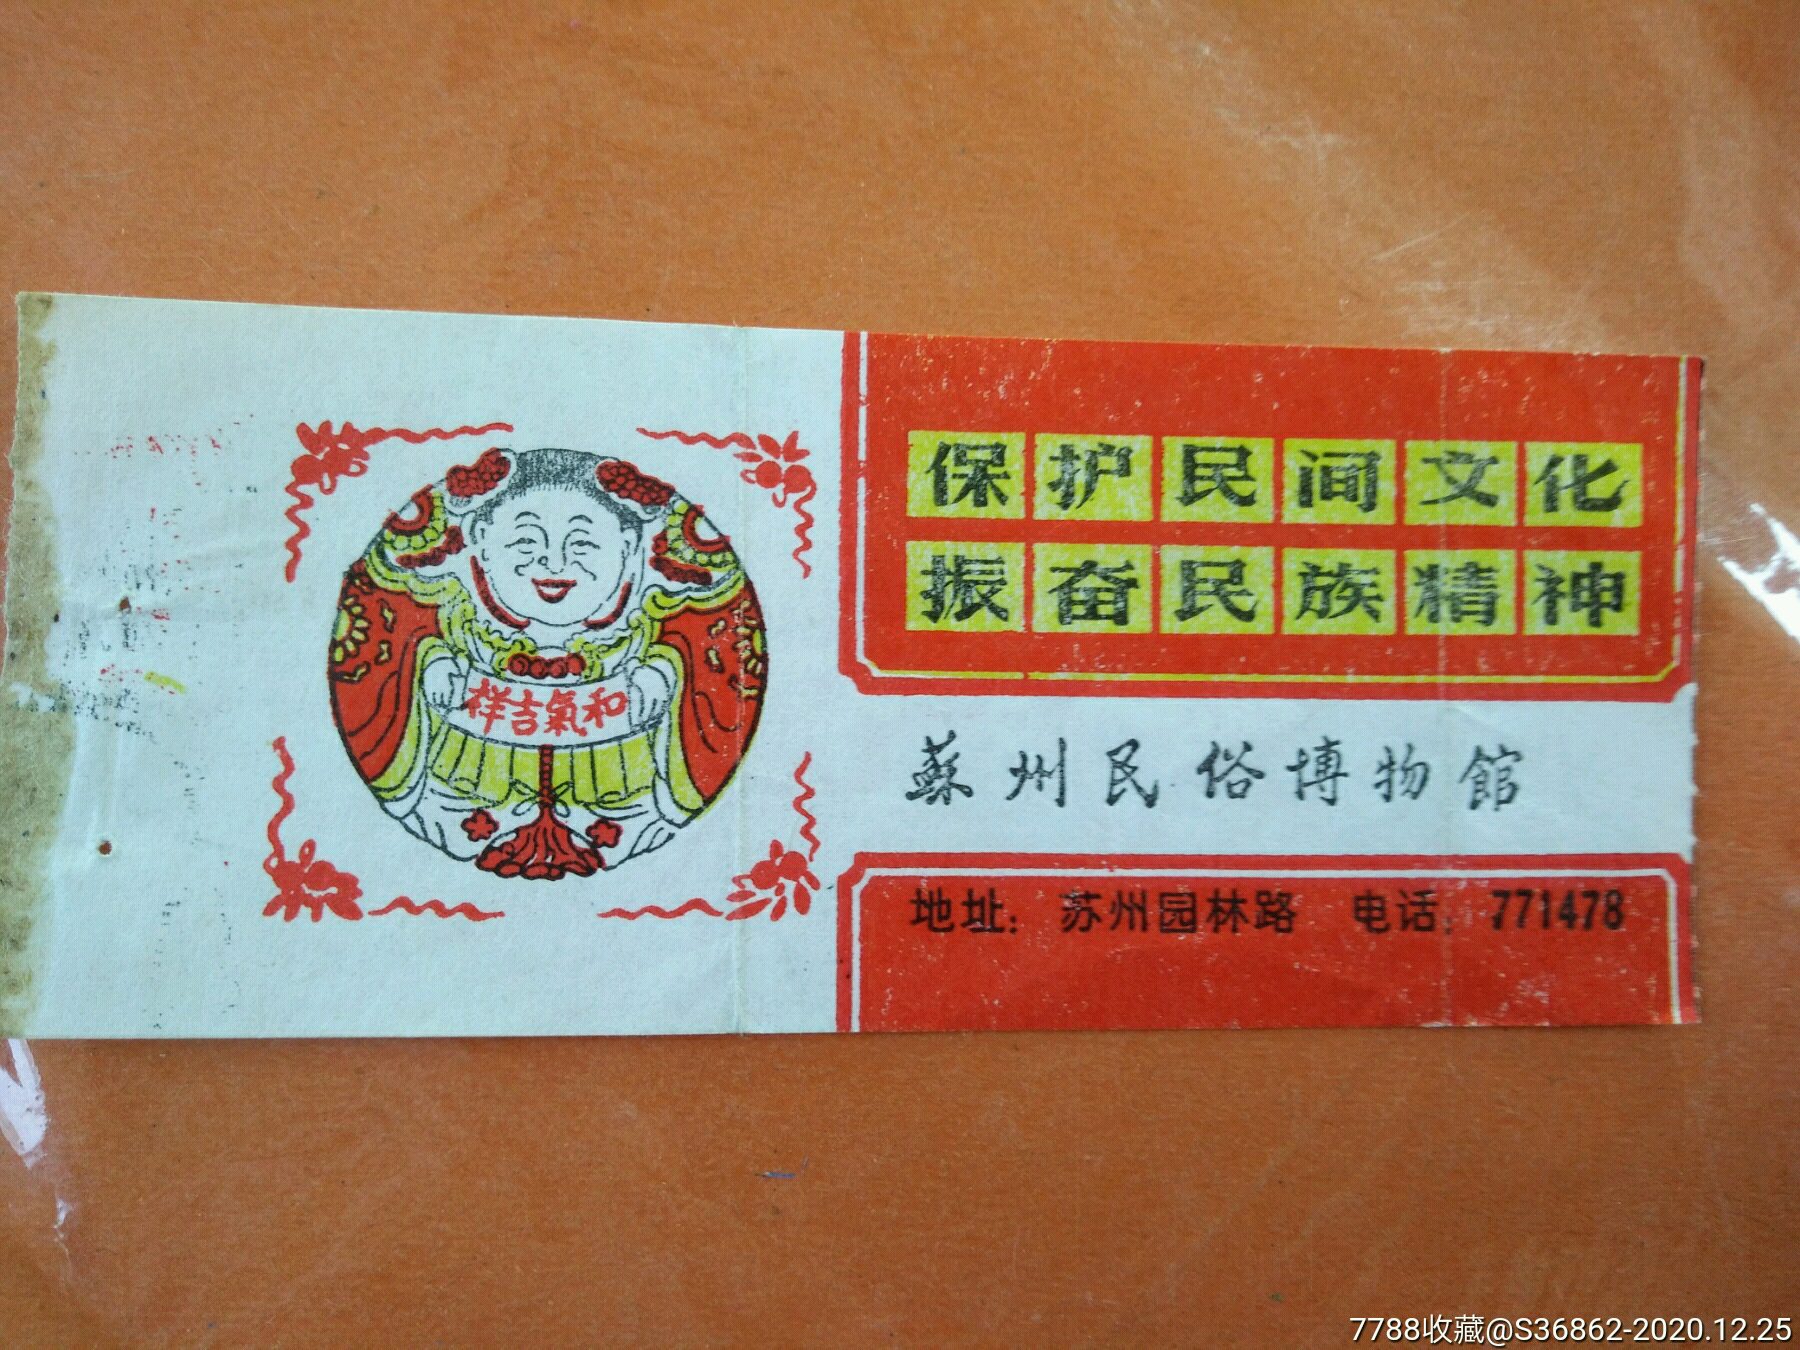 祥吉氣和
保护民间文化
振奋民族精神
蘇州民俗博物館
地址：苏州园林路 电话：771478
7788收藏@S36862-2020.12.25